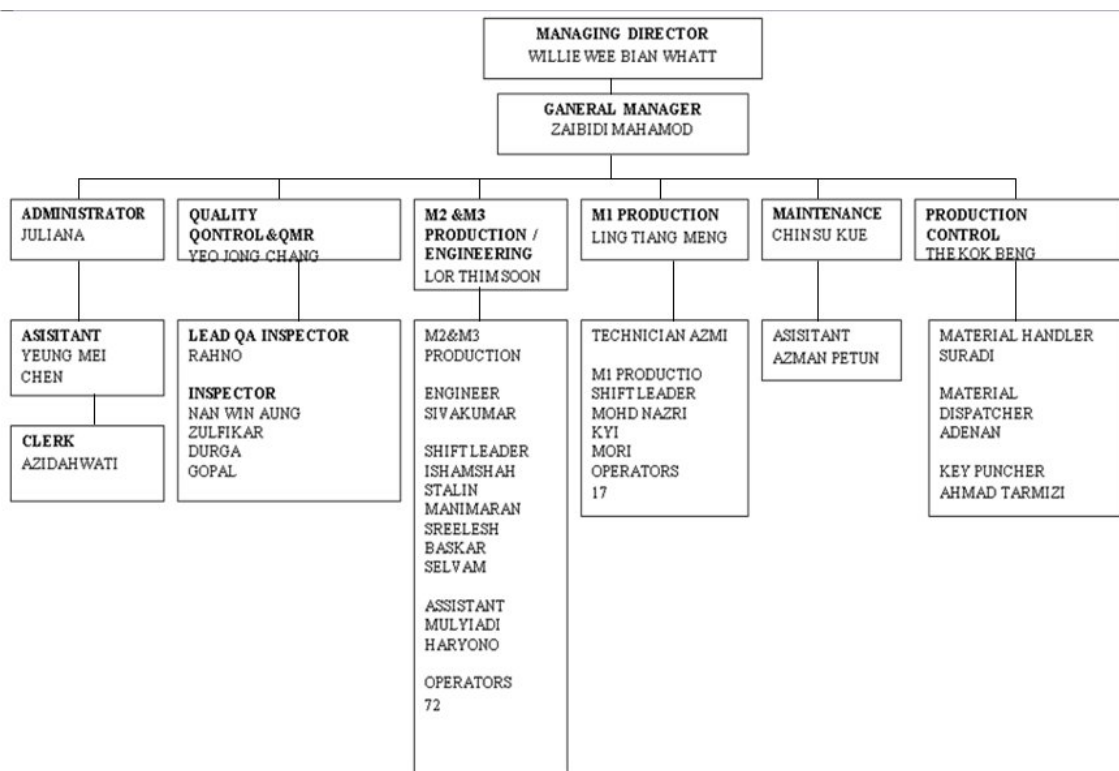 MANAGING DIRECTOR
WILLIE WEE BIAN WHATT
GANERAL MANAGER
ZAIBIDI MAHAMOD
ADMINISTRATOR
JULIANA
QUALITY
QONTROL&QMR
YEO JONG CHANG
M2 &M3
PRODUCTION /
ENGINEERING
LOR THIM SOON
M1 PRODUCTION
LING TIANG MENG
MAINTENANCE
CHIN SU KUE
PRODUCTION
CONTROL
THE KOK BENG
ASISITANT
YEUNG MEI
CHEN
CLERK
AZIDAHWATI
LEAD QA INSPECTOR
RAHNO
INSPECTOR
NAN WIN AUNG
ZULFIKAR
DURGA
GOPAL
M2&M3
PRODUCTION
ENGINEER
SIVAKUMAR
SHIFT LEADER
ISHAMSHAH
STALIN
MANIMARAN
SREELESH
BASKAR
SELVAM
ASSISTANT
MULYIADI
HARYONO
OPERATORS
72
TECHNICIAN AZMI
M1 PRODUCTIO
SHIFT LEADER
MOHD NAZRI
KYI
MORI
OPERATORS
17
ASISITANT
AZMAN PETUN
MATERIAL HANDLER
SURADI
MATERIAL
DISPATCHER
ADENAN
KEY PUNCHER
AHMAD TARMIZI